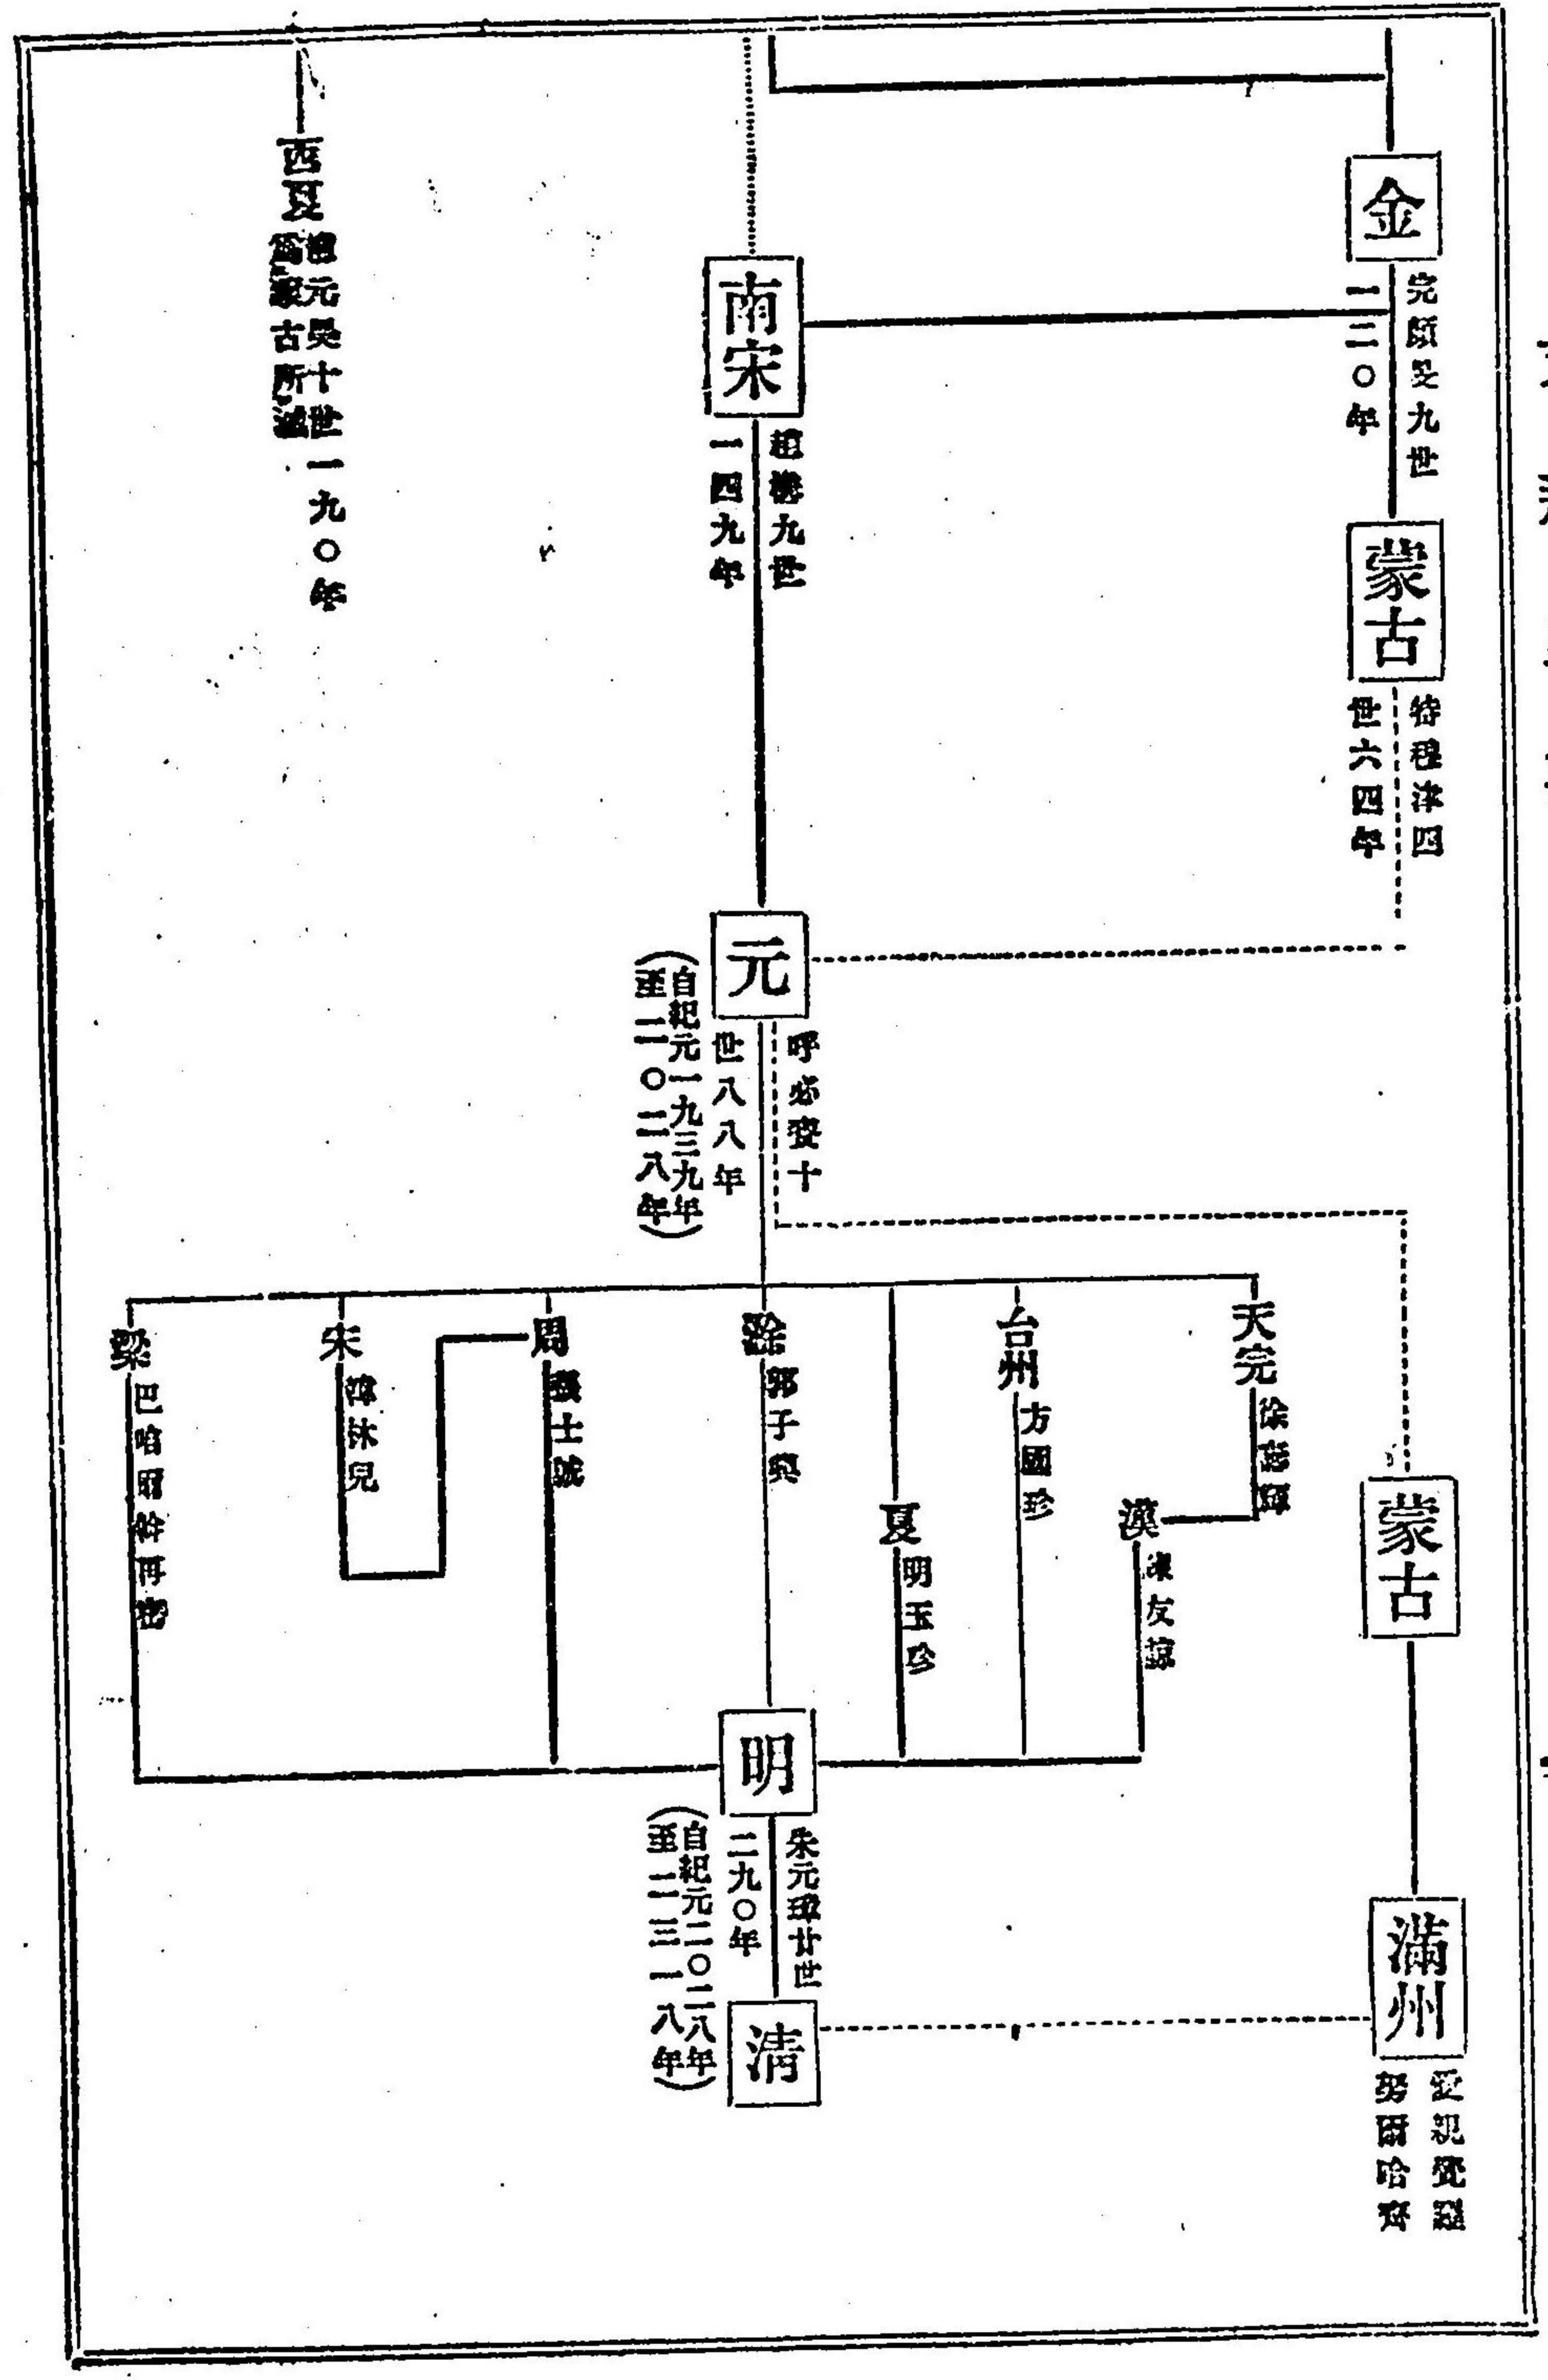 金
完顏旻九世
一二〇年
蒙古
特穆津四
世六四年
南宋
趙構九世
一四九年
西夏
趙元昊十世一九〇年
爲蒙古所滅
元
呼必賚十
世八八年
(自紀元一九三九年
至二〇二八年)
天完
徐壽輝
漢
陳友諒
台州
方國珍
夏
明玉珍
滁
郭子興
周
張士誠
宋
韓林兒
梁
巴哈爾斡再密
蒙古
明
朱元璋廿世
二九〇年
(自紀元二〇二八年
至二三一八年)
滿州
愛親覺羅
努爾哈齊
清